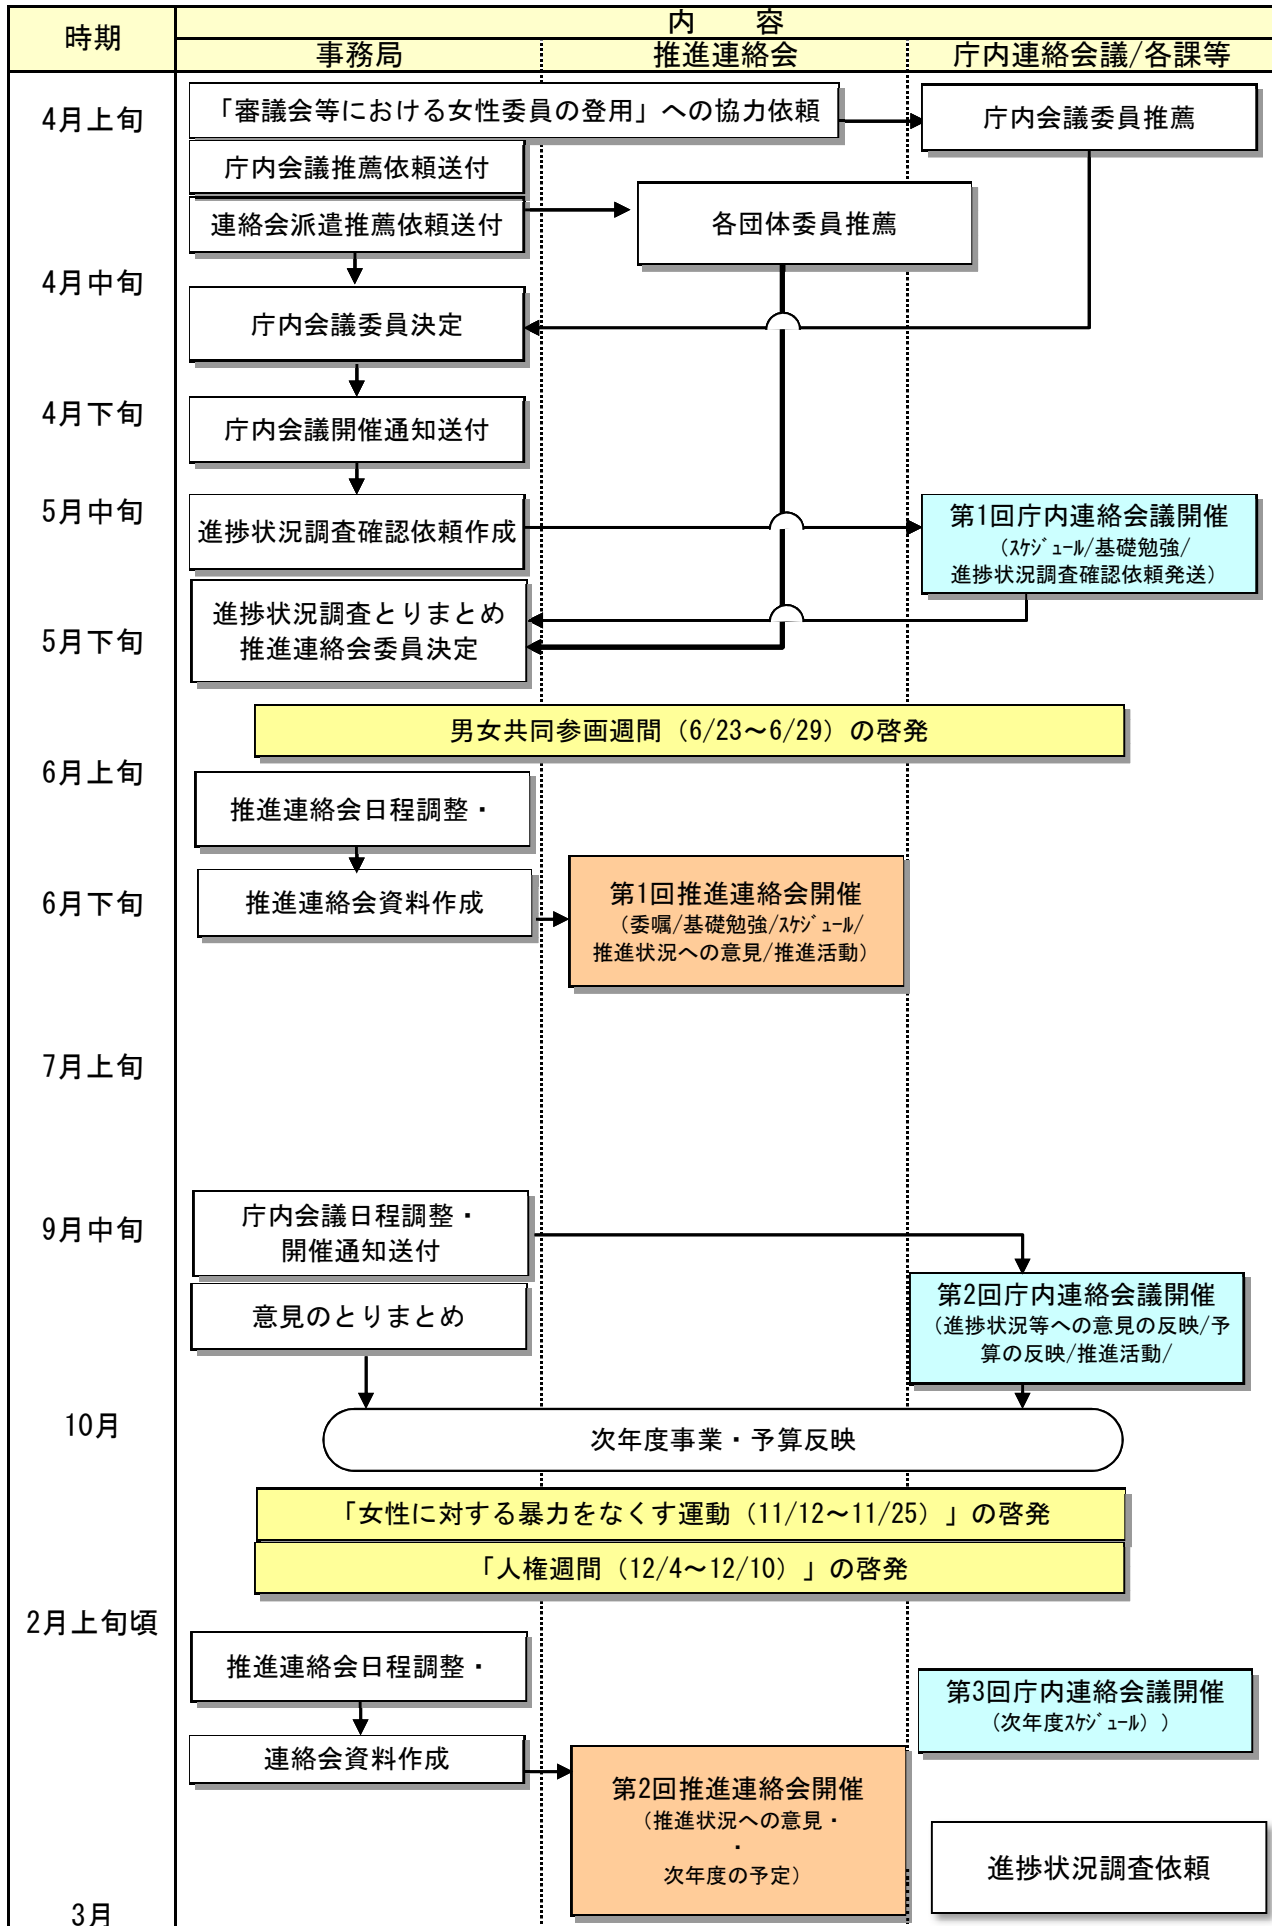 時期
内　　容
事務局
推進連絡会
庁内連絡会議/各課等
4月上旬
「審議会等における女性委員の登用」への協力依頼
庁内会議委員推薦
庁内会議推薦依頼送付
連絡会派遣推薦依頼送付
各団体委員推薦
4月中旬
庁内会議委員決定
4月下旬
庁内会議開催通知送付
5月中旬
進捗状況調査確認依頼作成
第1回庁内連絡会議開催
（ｽｹｼﾞｭｰﾙ/基礎勉強/
進捗状況調査確認依頼発送）
5月下旬
進捗状況調査とりまとめ
推進連絡会委員決定
男女共同参画週間（6/23～6/29）の啓発
6月上旬
推進連絡会日程調整・
6月下旬
推進連絡会資料作成
第1回推進連絡会開催
（委嘱/基礎勉強/ｽｹｼﾞｭｰﾙ/
推進状況への意見/推進活動）
7月上旬
9月中旬
庁内会議日程調整・
開催通知送付
意見のとりまとめ
第2回庁内連絡会議開催
（進捗状況等への意見の反映/予
算の反映/推進活動/
10月
次年度事業・予算反映
「女性に対する暴力をなくす運動（11/12～11/25）」の啓発
「人権週間（12/4～12/10）」の啓発
2月上旬頃
推進連絡会日程調整・
第3回庁内連絡会議開催
（次年度ｽｹｼﾞｭｰﾙ））
連絡会資料作成
第2回推進連絡会開催
（推進状況への意見・
・
次年度の予定）
進捗状況調査依頼
3月